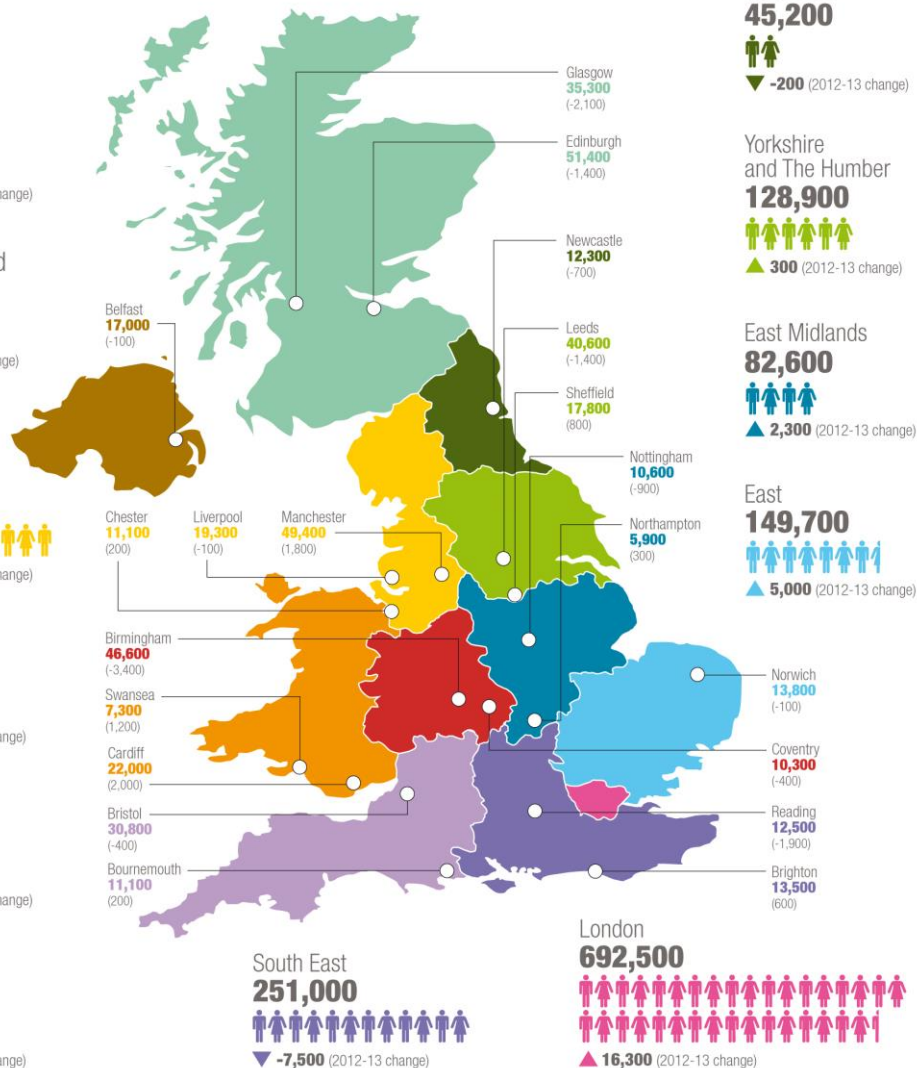 45,200
-200 (2012-13 change)
Glasgow
35,300
(-2,100)
Edinburgh
51,400
(-1,400)
Yorkshire
and The Humber
128,900
300 (2012-13 change)
Newcastle
12,300
(-700)
Belfast
17,000
(-100)
Leeds
40,600
(-1,400)
East Midlands
82,600
2,300 (2012-13 change)
Sheffield
17,800
(800)
Nottingham
10,600
(-900)
East
149,700
5,000 (2012-13 change)
Chester
11,100
(200)
Liverpool
19,300
(-100)
Manchester
49,400
(1,800)
Northampton
5,900
(300)
Birmingham
46,600
(-3,400)
Swansea
7,300
(1,200)
Norwich
13,800
(-100)
Cardiff
22,000
(2,000)
Coventry
10,300
(-400)
Bristol
30,800
(-400)
Reading
12,500
(-1,900)
Bournemouth
11,100
(200)
Brighton
13,500
(600)
South East
251,000
-7,500 (2012-13 change)
London
692,500
16,300 (2012-13 change)